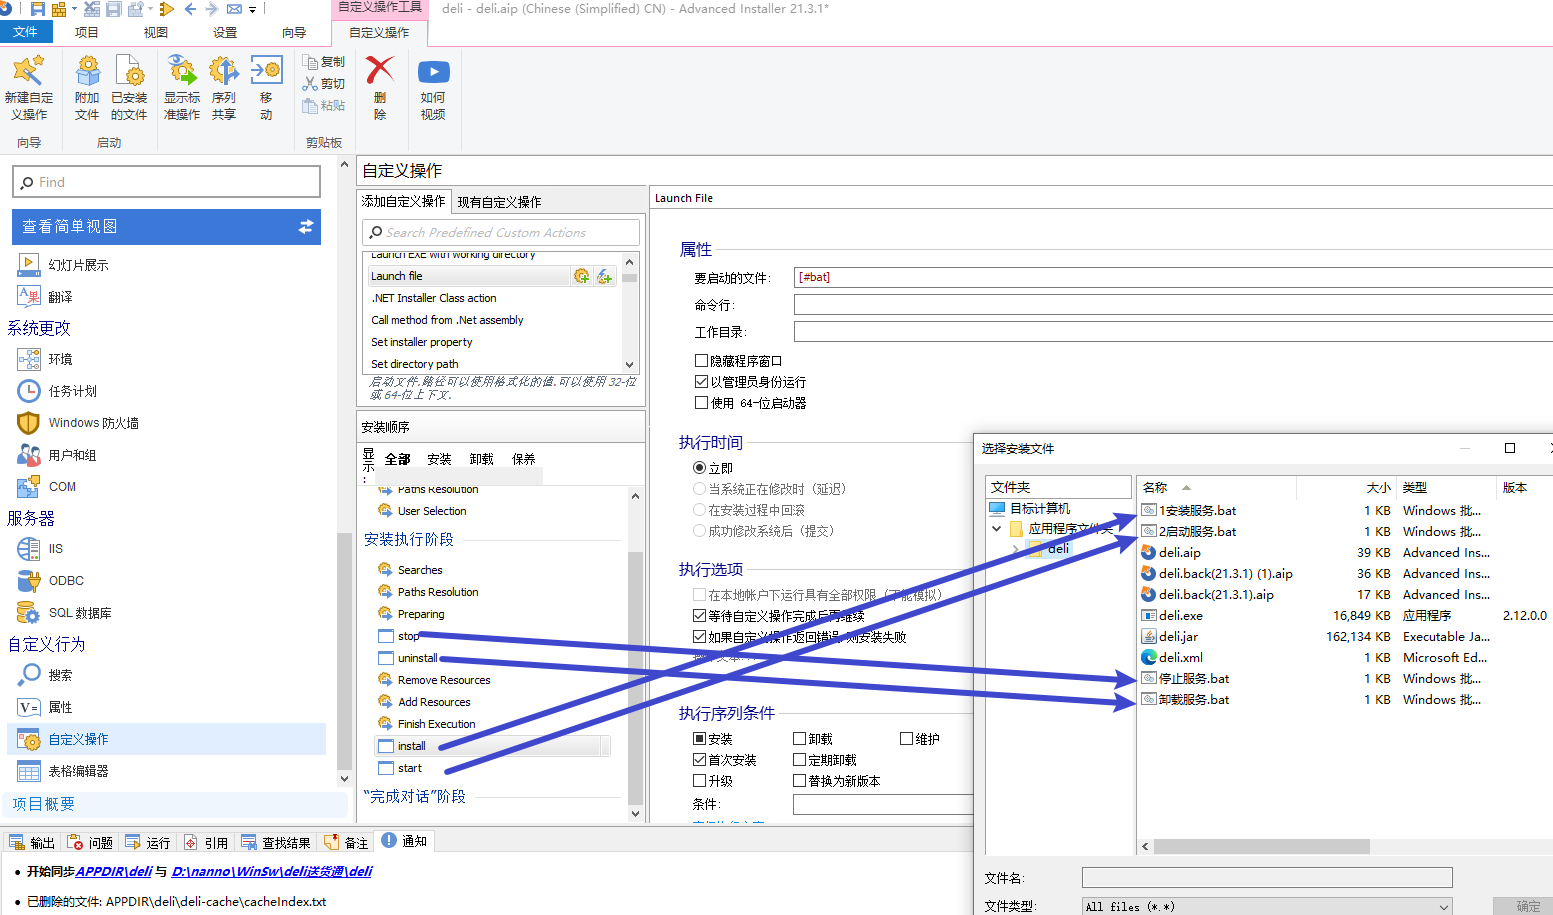 自定义操作工具
deli - deli.aip (Chinese (Simplified) CN) - Advanced Installer 21.3.1*
文件
项目
视图
设置
向导
自定义操作
新建自定
义操作
附加
文件
已安装
的文件
显示标
准操作
序列
共享
移
动
复制
剪切
粘贴
删
除
如何
视频
向导
启动
剪贴板
Find
查看简单视图
幻灯片展示
翻译
系统更改
环境
任务计划
Windows 防火墙
用户和组
COM
服务器
IIS
ODBC
SQL 数据库
自定义行为
搜索
属性
自定义操作
表格编辑器
项目概要
自定义操作
添加自定义操作
现有自定义操作
Search Predefined Custom Actions
Launch EXE with working directory
Launch file
.NET Installer Class action
Call method from .Net assembly
Set installer property
Set directory path
启动文件.路径可以使用格式化的值.可以使用 32-位
或 64-位上下文.
安装顺序
显示:
全部
安装
卸载
保养
Paths Resolution
User Selection
安装执行阶段
Searches
Paths Resolution
Preparing
stop
uninstall
Remove Resources
Add Resources
Finish Execution
install
start
“完成对话”阶段
Launch File
属性
要启动的文件:
[#bat]
命令行:
工作目录:
隐藏程序窗口
以管理员身份运行
使用 64-位启动器
执行时间
立即
当系统正在修改时（延迟）
在安装过程中回滚
成功修改系统后（提交）
执行选项
在本地帐户下运行具有全部权限（不能模拟）
等待自定义操作完成后再继续
如果自定义操作返回错误,则安装失败
执行序列条件
安装
卸载
维护
首次安装
定期卸载
升级
替换为新版本
条件:
选择安装文件
文件夹
目标计算机
应用程序文件夹
deli
名称
大小
类型
版本
1安装服务.bat
1 KB
Windows 批...
2启动服务.bat
1 KB
Windows 批...
deli.aip
39 KB
Advanced Ins...
deli.back(21.3.1) (1).aip
36 KB
Advanced Ins...
deli.back(21.3.1).aip
17 KB
Advanced Ins...
deli.exe
16,849 KB
应用程序
2.12.0.0
deli.jar
162,134 KB
Executable Ja...
deli.xml
1 KB
Microsoft Ed...
停止服务.bat
1 KB
Windows 批...
卸载服务.bat
1 KB
Windows 批...
文件名:
文件类型:
All files (*.*)
确定
输出
问题
运行
引用
查找结果
备注
通知
• 开始同步APPDIR\deli 与 D:\nanno\WinSw\deli送货通\deli
• 已删除的文件: APPDIR\deli\deli-cache\cacheIndex.txt